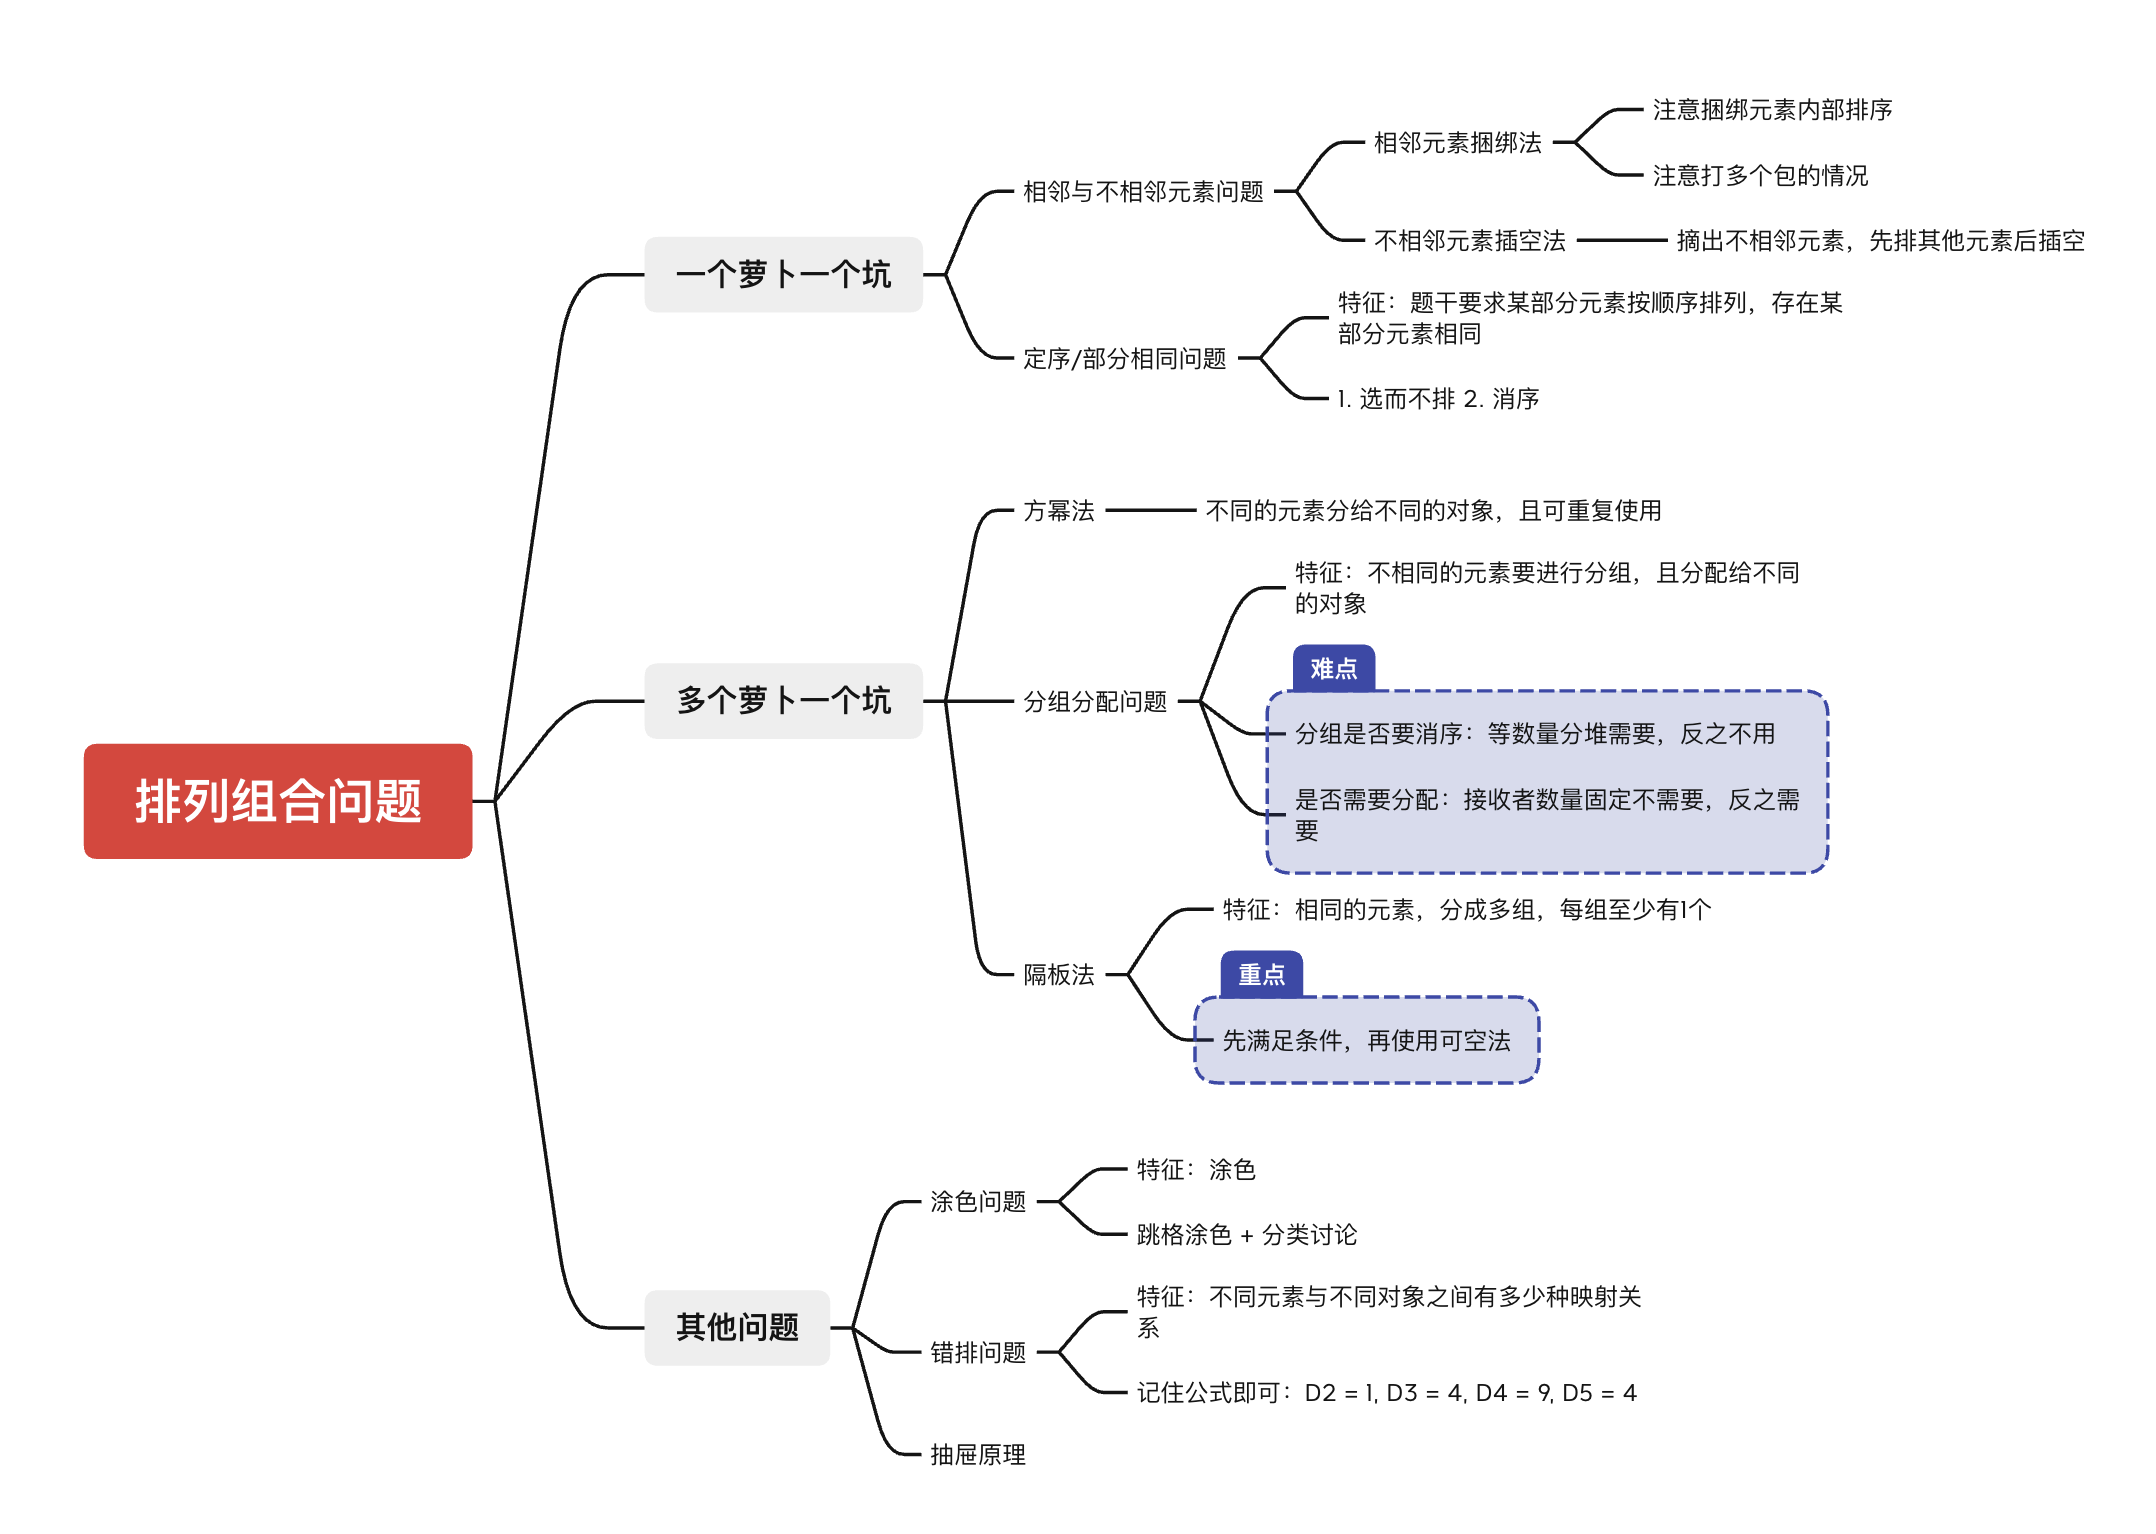 排列组合问题
一个萝卜一个坑
相邻与不相邻元素问题
相邻元素捆绑法
注意捆绑元素内部排序
注意打多个包的情况
不相邻元素插空法
摘出不相邻元素，先排其他元素后插空
定序/部分相同问题
特征：题干要求某部分元素按顺序排列，存在某
部分元素相同
1. 选而不排 2. 消序
多个萝卜一个坑
方幂法
不同的元素分给不同的对象，且可重复使用
分组分配问题
特征：不相同的元素要进行分组，且分配给不同
的对象
难点
分组是否要消序：等数量分堆需要，反之不用
是否需要分配：接收者数量固定不需要，反之需
要
隔板法
特征：相同的元素，分成多组，每组至少有1个
重点
先满足条件，再使用可空法
其他问题
涂色问题
特征：涂色
跳格涂色 + 分类讨论
错排问题
特征：不同元素与不同对象之间有多少种映射关
系
记住公式即可：D2 = 1, D3 = 4, D4 = 9, D5 = 4
抽屉原理